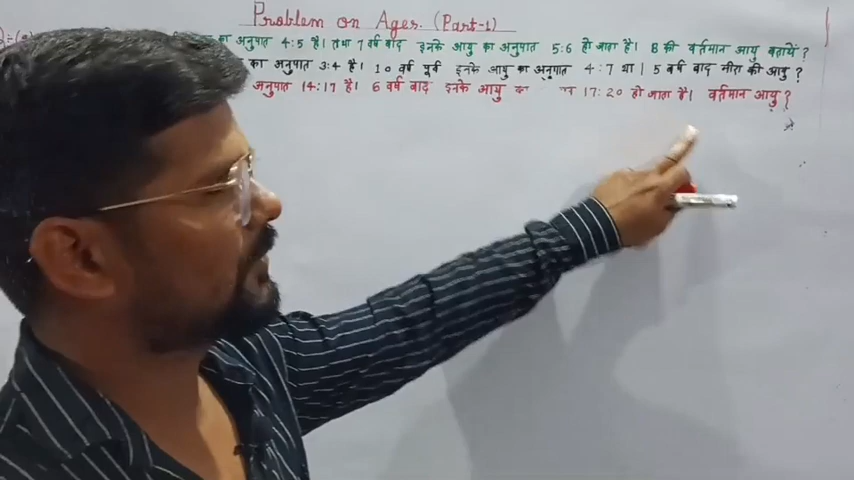 Problem on Ages. (Part-1)
अनुपात 4:5 है। तथा 7 वर्ष बाद इनके आयु का अनुपात 5:6 हो जाता है। B की वर्तमान आयु बतायें ?
का अनुपात 3:4 है। 10 वर्ष पूर्व इनके आयु का अनुपात 4:7 था। 5 वर्ष बाद मीरा की आयु ?
अनुपात 14:17 है। 6 वर्ष बाद इनके आयु 17:20 हो जाता है। वर्तमान आयु ?